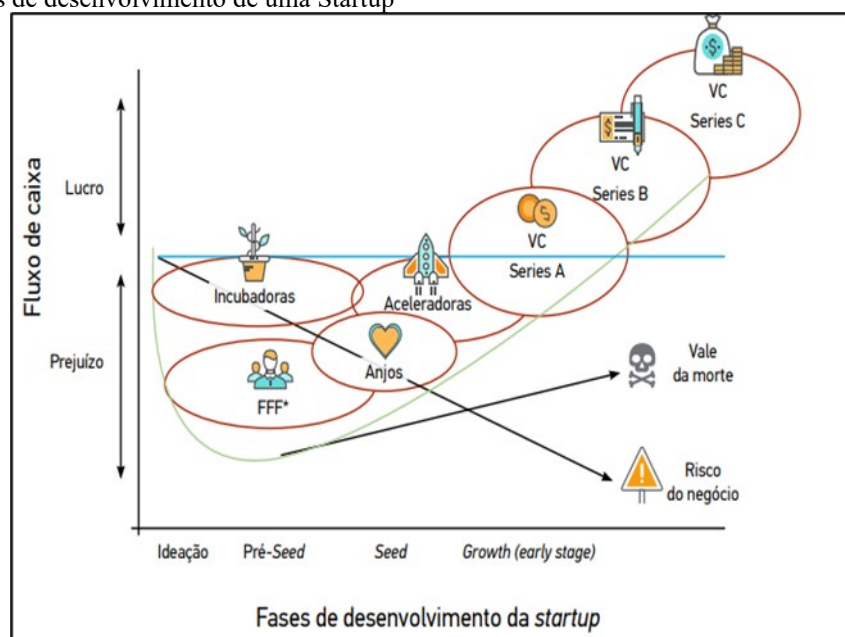 s de desenvolvimento de uma Startup
VC
Series C
VC
Series B
Lucro
VC
Series A
Fluxo de caixa
Incubadoras
Aceleradoras
Prejuízo
Anjos
Vale
da morte
FFF*
Risco
do negócio
Ideação Pré-Seed Seed Growth (early stage)
Fases de desenvolvimento da startup